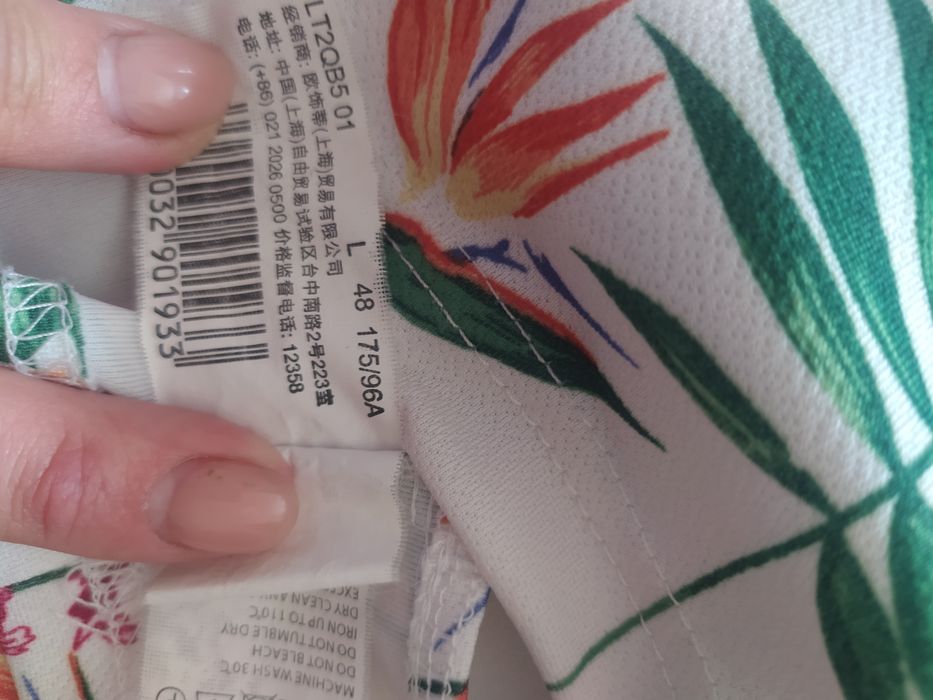 LT2QB5 01
L 48 175/96A
经销商: 欧饰蒂(上海)贸易有限公司
地址: 中国(上海)自由贸易试验区台中南路2号223室
电话: (+86) 021 2026 0500 价格监督电话: 12358
0032 901933
MACHINE WASH 30℃
DO NOT BLEACH
DO NOT TUMBLE DRY
IRON UP TO 110℃
DRY CLEAN ANY